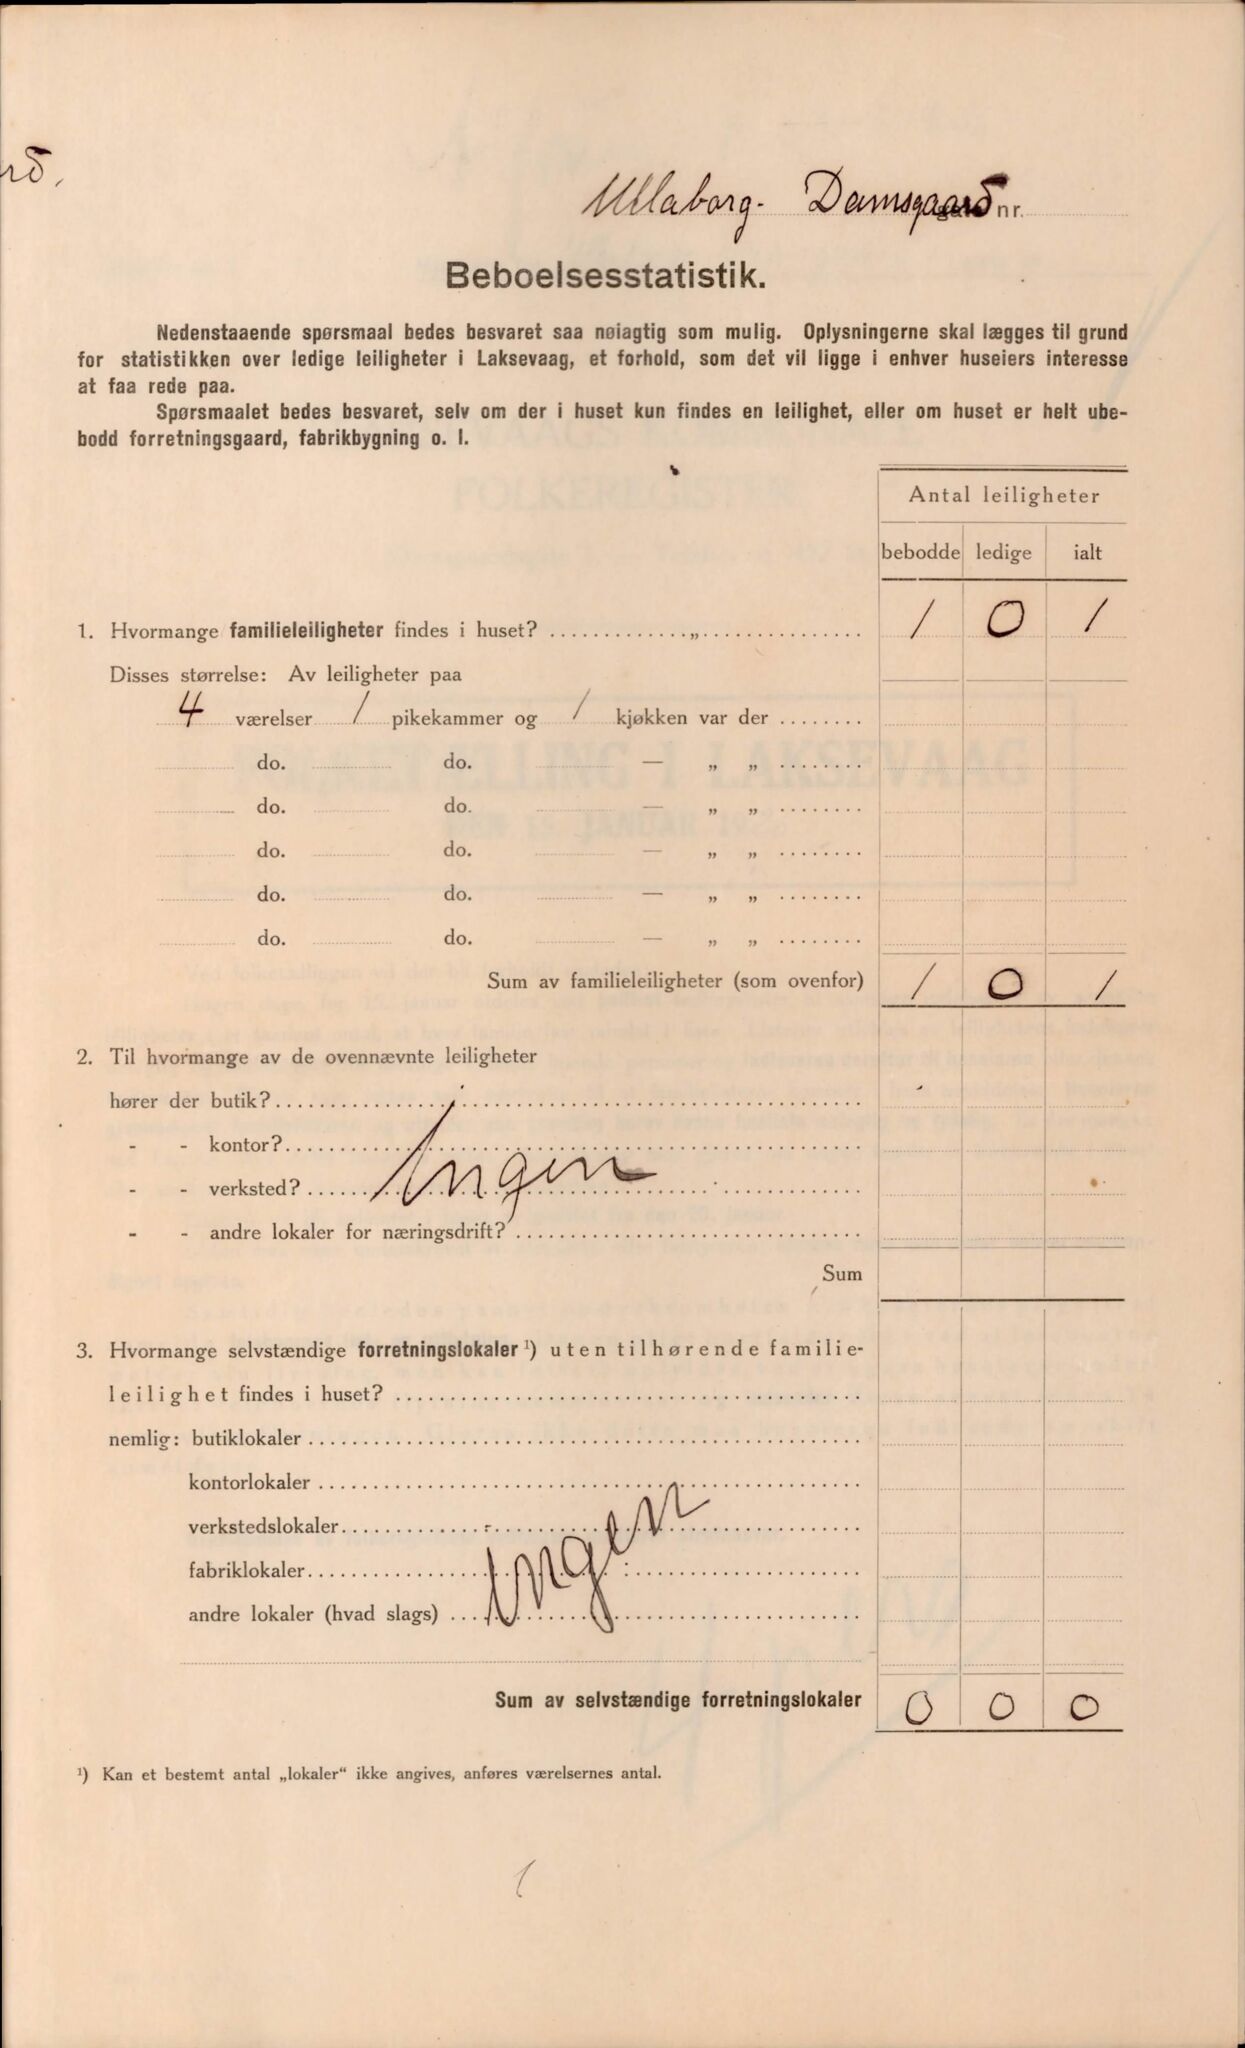 rd.
Ullaborg - Damsgaard nr.
Beboelsesstatistik.
Nedenstaaende spørsmaal bedes besvaret saa nøiagtig som mulig. Oplysningerne skal lægges til grund
for statistikken over ledige leiligheter i Laksevaag, et forhold, som det vil ligge i enhver huseiers interesse
at faa rede paa.
Spørsmaalet bedes besvaret, selv om der i huset kun findes en leilighet, eller om huset er helt ube-
bodd forretningsgaard, fabrikbygning o. l.
Antal leiligheter
bebodde ledige ialt
1. Hvormange familieleiligheter findes i huset? ............„............... 1 0 1
Disses størrelse: Av leiligheter paa
4 værelser 1 pikekammer og 1 kjøkken var der ........
do. do. — „ „ ........
do. do. — „ „ ........
do. do. — „ „ ........
do. do. — „ „ ........
do. do. — „ „ ........
Sum av familieleiligheter (som ovenfor) 1 0 1
2. Til hvormange av de ovennævnte leiligheter
hører der butik?..........
- - kontor?..........
- - verksted?.......... Ingen
- - andre lokaler for næringsdrift? ..........
Sum
3. Hvormange selvstændige forretningslokaler ¹) uten tilhørende familie-
leilighet findes i huset? ..........
nemlig: butiklokaler ..........
kontorlokaler ..........
verkstedslokaler..........
fabriklokaler.......... Ingen
andre lokaler (hvad slags) ..........
Sum av selvstændige forretningslokaler 0 0 0
¹) Kan et bestemt antal „lokaler“ ikke angives, anføres værelsernes antal.